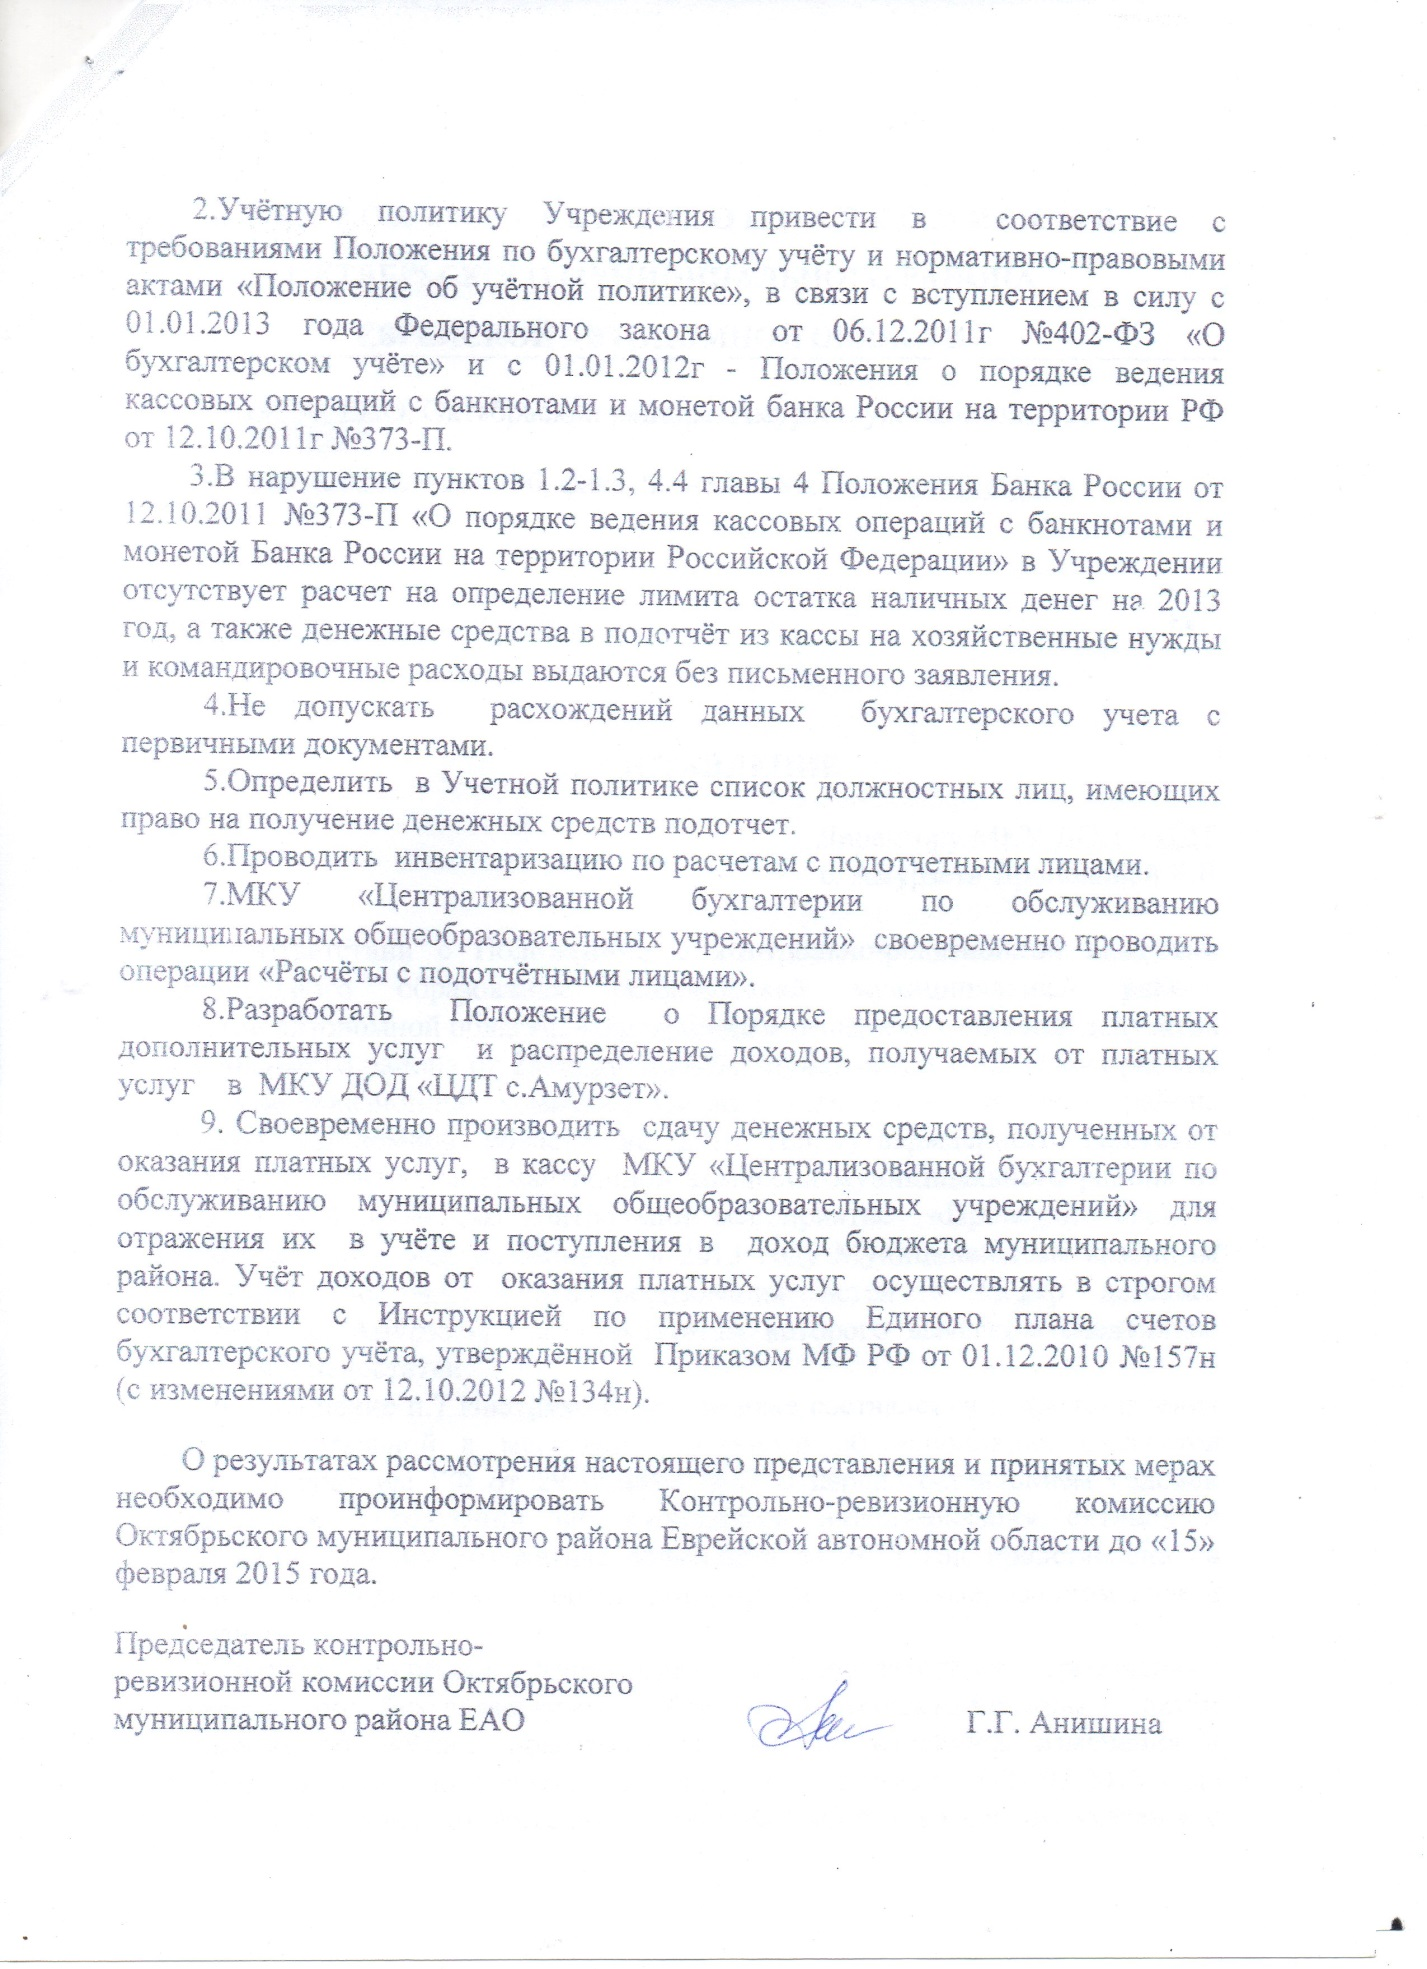 2.Учётную политику Учреждения привести в соответствие с
требованиями Положения по бухгалтерскому учёту и нормативно-правовыми
актами «Положение об учётной политике», в связи с вступлением в силу с
01.01.2013 года Федерального закона от 06.12.2011г №402-ФЗ «О
бухгалтерском учёте» и с 01.01.2012г - Положения о порядке ведения
кассовых операций с банкнотами и монетой банка России на территории РФ
от 12.10.2011г №373-П.
3.В нарушение пунктов 1.2-1.3, 4.4 главы 4 Положения Банка России от
12.10.2011 №373-П «О порядке ведения кассовых операций с банкнотами и
монетой Банка России на территории Российской Федерации» в Учреждении
отсутствует расчет на определение лимита остатка наличных денег на 2013
год, а также денежные средства в подотчёт из кассы на хозяйственные нужды
и командировочные расходы выдаются без письменного заявления.
4.Не допускать расхождений данных бухгалтерского учета с
первичными документами.
5.Определить в Учетной политике список должностных лиц, имеющих
право на получение денежных средств подотчет.
6.Проводить инвентаризацию по расчетам с подотчетными лицами.
7.МКУ «Централизованной бухгалтерии по обслуживанию
муниципальных общеобразовательных учреждений» своевременно проводить
операции «Расчёты с подотчётными лицами».
8.Разработать Положение о Порядке предоставления платных
дополнительных услуг и распределение доходов, получаемых от платных
услуг в МКУ ДОД «ЦДТ с.Амурзет».
9. Своевременно производить сдачу денежных средств, полученных от
оказания платных услуг, в кассу МКУ «Централизованной бухгалтерии по
обслуживанию муниципальных общеобразовательных учреждений» для
отражения их в учёте и поступления в доход бюджета муниципального
района. Учёт доходов от оказания платных услуг осуществлять в строгом
соответствии с Инструкцией по применению Единого плана счетов
бухгалтерского учёта, утверждённой Приказом МФ РФ от 01.12.2010 №157н
(с изменениями от 12.10.2012 №134н).
О результатах рассмотрения настоящего представления и принятых мерах
необходимо проинформировать Контрольно-ревизионную комиссию
Октябрьского муниципального района Еврейской автономной области до «15»
февраля 2015 года.
Председатель контрольно-
ревизионной комиссии Октябрьского
муниципального района ЕАО Г.Г. Анишина